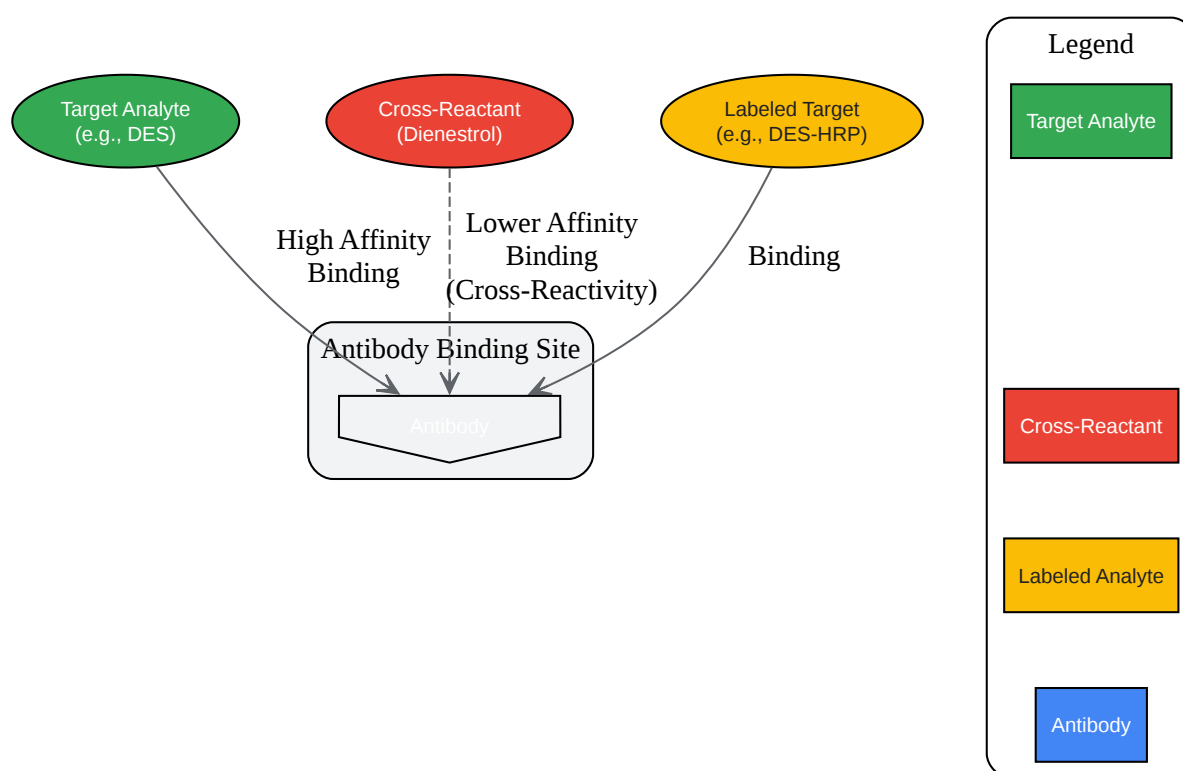 Legend
Target Analyte
(e.g., DES)
Cross-Reactant
(Dienestrol)
Labeled Target
(e.g., DES-HRP)
Target Analyte
High Affinity
Binding
Lower Affinity
Binding
(Cross-Reactivity)
Binding
Antibody Binding Site
Antibody
Cross-Reactant
Labeled Analyte
Antibody